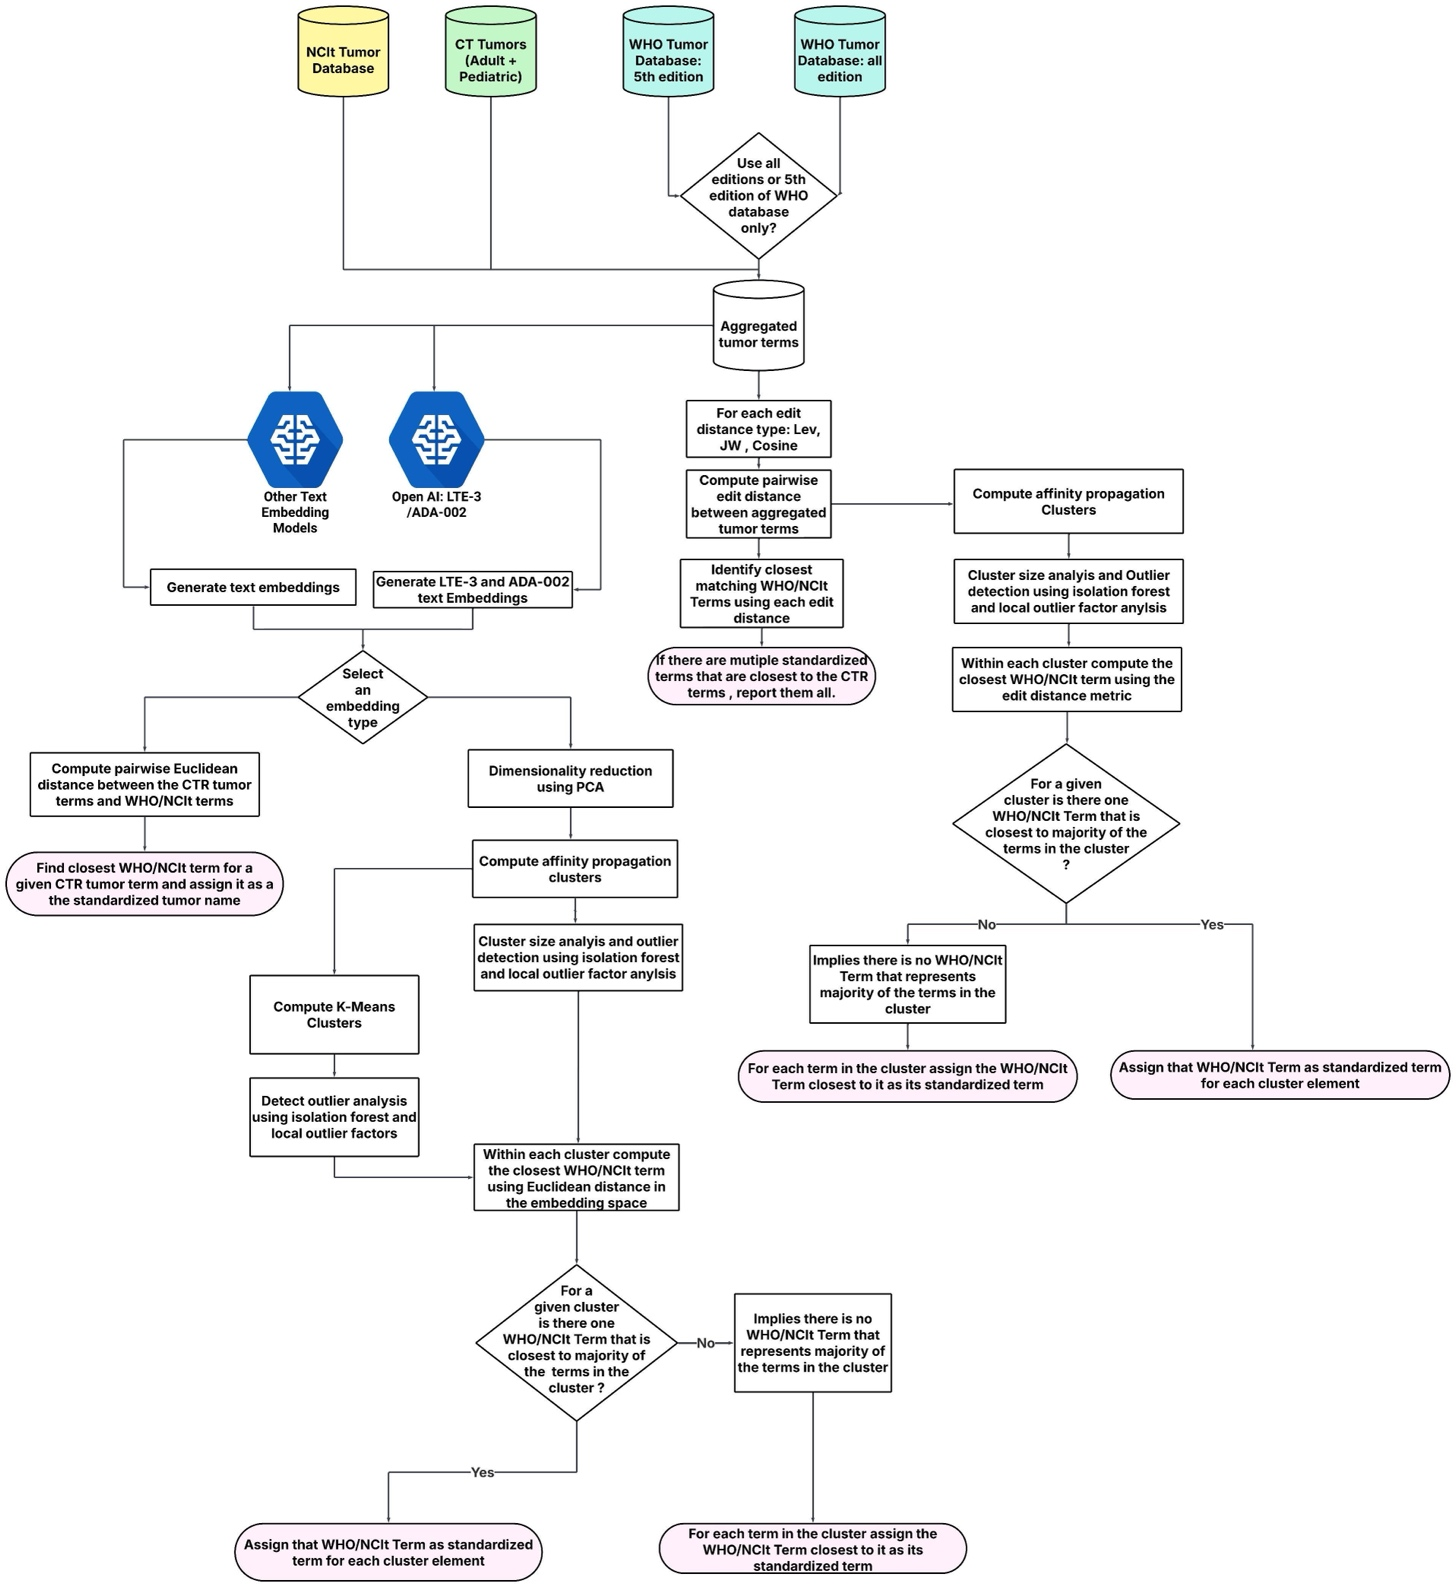 NCIt Tumor
Database
CT Tumors
(Adult +
Pediatric)
WHO Tumor
Database:
5th edition
WHO Tumor
Database: all
edition
Use all
editions or 5th
edition of WHO
database
only?
Aggregated
tumor terms
Other Text
Embedding
Models
Open AI: LTE-3
/ADA-002
For each edit
distance type: Lev,
JW , Cosine
Compute pairwise
edit distance
between aggregated
tumor terms
Compute affinity propagation
Clusters
Identify closest
matching WHO/NCIt
Terms using each edit
distance
Cluster size analyis and Outlier
detection using isolation forest
and local outlier factor anylsis
Generate text embeddings
Generate LTE-3 and ADA-002
text Embeddings
If there are mutiple standardized
terms that are closest to the CTR
terms , report them all.
Within each cluster compute the
closest WHO/NCIt term using the
edit distance metric
Select
an
embedding
type
Compute pairwise Euclidean
distance between the CTR tumor
terms and WHO/NCIt terms
Dimensionality reduction
using PCA
For a given
cluster is there one
WHO/NCIt Term that is
closest to majority of the
terms in the cluster
?
Find closest WHO/NCIt term for a
given CTR tumor term and assign it as a
the standardized tumor name
Compute affinity propagation
clusters
No
Yes
Cluster size analyis and outlier
detection using isolation forest
and local outlier factor anylsis
Implies there is no WHO/NCIt
Term that represents
majority of the terms in the
cluster
Compute K-Means
Clusters
For each term in the cluster assign the WHO/NCIt
Term closest to it as its standardized term
Assign that WHO/NCIt Term as standardized term
for each cluster element
Detect outlier analysis
using isolation forest and
local outlier factors
Within each cluster compute
the closest WHO/NCIt term
using Euclidean distance in
the embedding space
For a
given cluster
is there one
WHO/NCIt Term that is
closest to majority of
the terms in the
cluster ?
No
Implies there is no
WHO/NCIt Term that
represents majority of
the terms in the cluster
Yes
Assign that WHO/NCIt Term as standardized
term for each cluster element
For each term in the cluster assign the
WHO/NCIt Term closest to it as its
standardized term